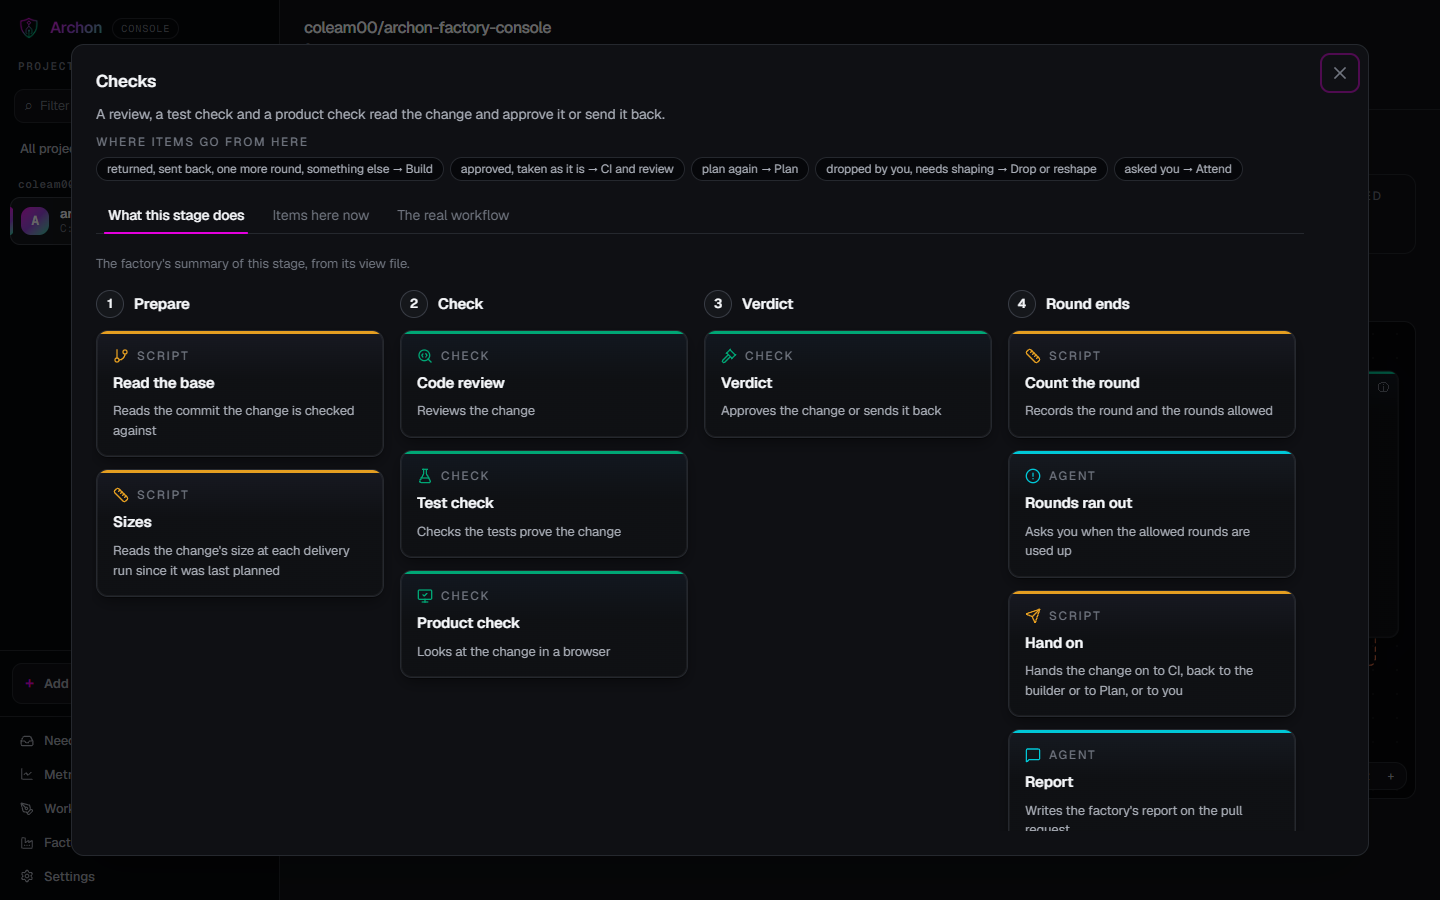 Archon CONSOLE
coleam00/archon-factory-console
PROJECT
Filter
All proje
coleam00
A
Add
Need
Metr
Work
Fact
Settings
Checks
A review, a test check and a product check read the change and approve it or send it back.
WHERE ITEMS GO FROM HERE
returned, sent back, one more round, something else → Build
approved, taken as it is → CI and review
plan again → Plan
dropped by you, needs shaping → Drop or reshape
asked you → Attend
What this stage does
Items here now
The real workflow
The factory's summary of this stage, from its view file.
1 Prepare
SCRIPT
Read the base
Reads the commit the change is checked
against
SCRIPT
Sizes
Reads the change's size at each delivery
run since it was last planned
2 Check
CHECK
Code review
Reviews the change
CHECK
Test check
Checks the tests prove the change
CHECK
Product check
Looks at the change in a browser
3 Verdict
CHECK
Verdict
Approves the change or sends it back
4 Round ends
SCRIPT
Count the round
Records the round and the rounds allowed
AGENT
Rounds ran out
Asks you when the allowed rounds are
used up
SCRIPT
Hand on
Hands the change on to CI, back to the
builder or to Plan, or to you
AGENT
Report
Writes the factory's report on the pull
request